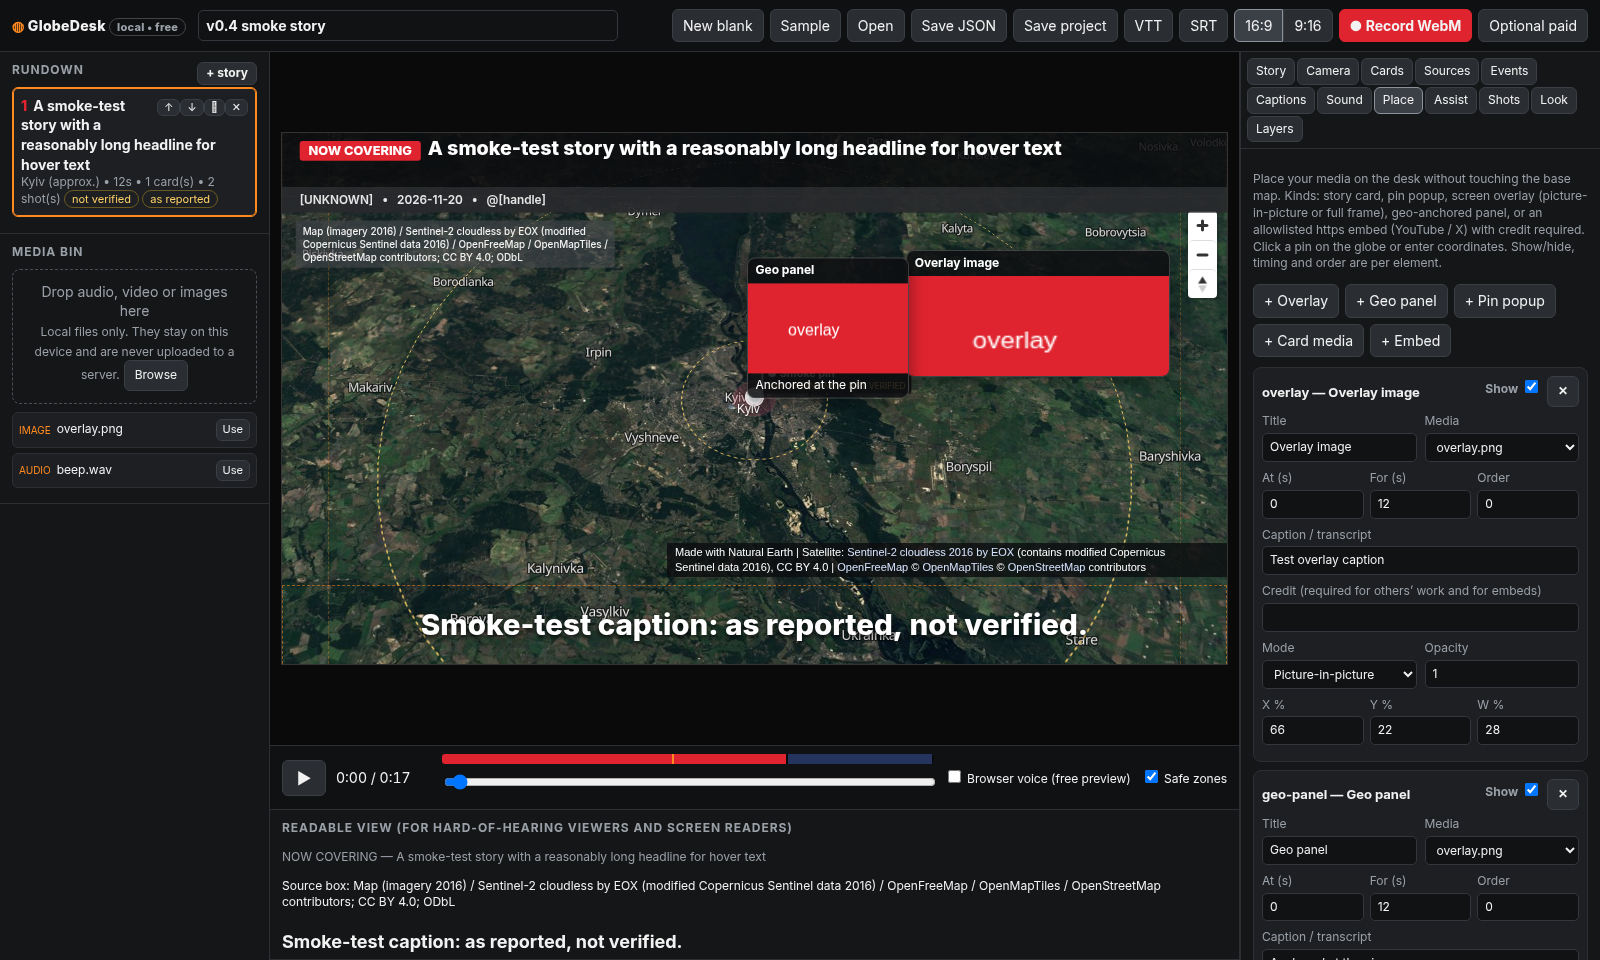 GlobeDesk local • free
v0.4 smoke story
New blank
Sample
Open
Save JSON
Save project
VTT
SRT
16:9
9:16
Record WebM
Optional paid
RUNDOWN
+ story
1 A smoke-test
story with a
reasonably long headline for
hover text
Kyiv (approx.) • 12s • 1 card(s) • 2
shot(s) not verified as reported
MEDIA BIN
Drop audio, video or images
here
Local files only. They stay on this
device and are never uploaded to a
server. Browse
IMAGE overlay.png Use
AUDIO beep.wav Use
NOW COVERING A smoke-test story with a reasonably long headline for hover text
Nosivka
[UNKNOWN] • 2026-11-20 • @[handle]
Dymer
Map (imagery 2016) / Sentinel-2 cloudless by EOX (modified
Copernicus Sentinel data 2016) / OpenFreeMap / OpenMapTiles /
OpenStreetMap contributors; CC BY 4.0; ODbL
Kalyta
Bobrovytsia
Borodianka
Geo panel
Overlay image
overlay
overlay
Irpin
Anchored at the pin
Makariv
Kyiv
Kyiv
Vyshneve
Baryshivka
Boryspil
Made with Natural Earth | Satellite: Sentinel-2 cloudless 2016 by EOX (contains modified Copernicus
Sentinel data 2016), CC BY 4.0 | OpenFreeMap © OpenMapTiles © OpenStreetMap contributors
Kalynivka
Vasylkiv
Smoke-test caption: as reported, not verified.
Ukrainka
Stare
0:00 / 0:17
Browser voice (free preview)
Safe zones
READABLE VIEW (FOR HARD-OF-HEARING VIEWERS AND SCREEN READERS)
NOW COVERING — A smoke-test story with a reasonably long headline for hover text
Source box: Map (imagery 2016) / Sentinel-2 cloudless by EOX (modified Copernicus Sentinel data 2016) / OpenFreeMap / OpenMapTiles / OpenStreetMap
contributors; CC BY 4.0; ODbL
Smoke-test caption: as reported, not verified.
Story
Camera
Cards
Sources
Events
Captions
Sound
Place
Assist
Shots
Look
Layers
Place your media on the desk without touching the base
map. Kinds: story card, pin popup, screen overlay (picture-
in-picture or full frame), geo-anchored panel, or an
allowlisted https embed (YouTube / X) with credit required.
Click a pin on the globe or enter coordinates. Show/hide,
timing and order are per element.
+ Overlay
+ Geo panel
+ Pin popup
+ Card media
+ Embed
overlay — Overlay image Show
Title Media
Overlay image overlay.png
At (s) For (s) Order
0 12 0
Caption / transcript
Test overlay caption
Credit (required for others' work and for embeds)
Mode Opacity
Picture-in-picture 1
X % Y % W %
66 22 28
geo-panel — Geo panel Show
Title Media
Geo panel overlay.png
At (s) For (s) Order
0 12 0
Caption / transcript